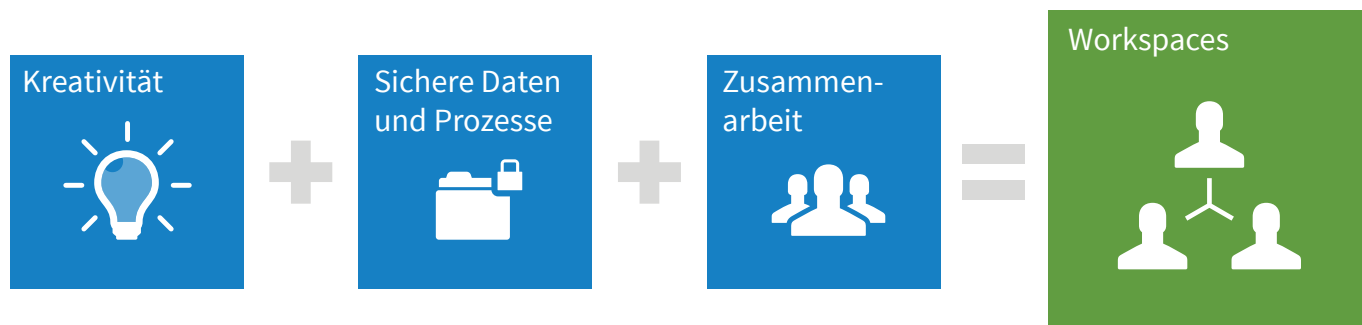 Kreativität
Sichere Daten
und Prozesse
Zusammen-
arbeit
Workspaces